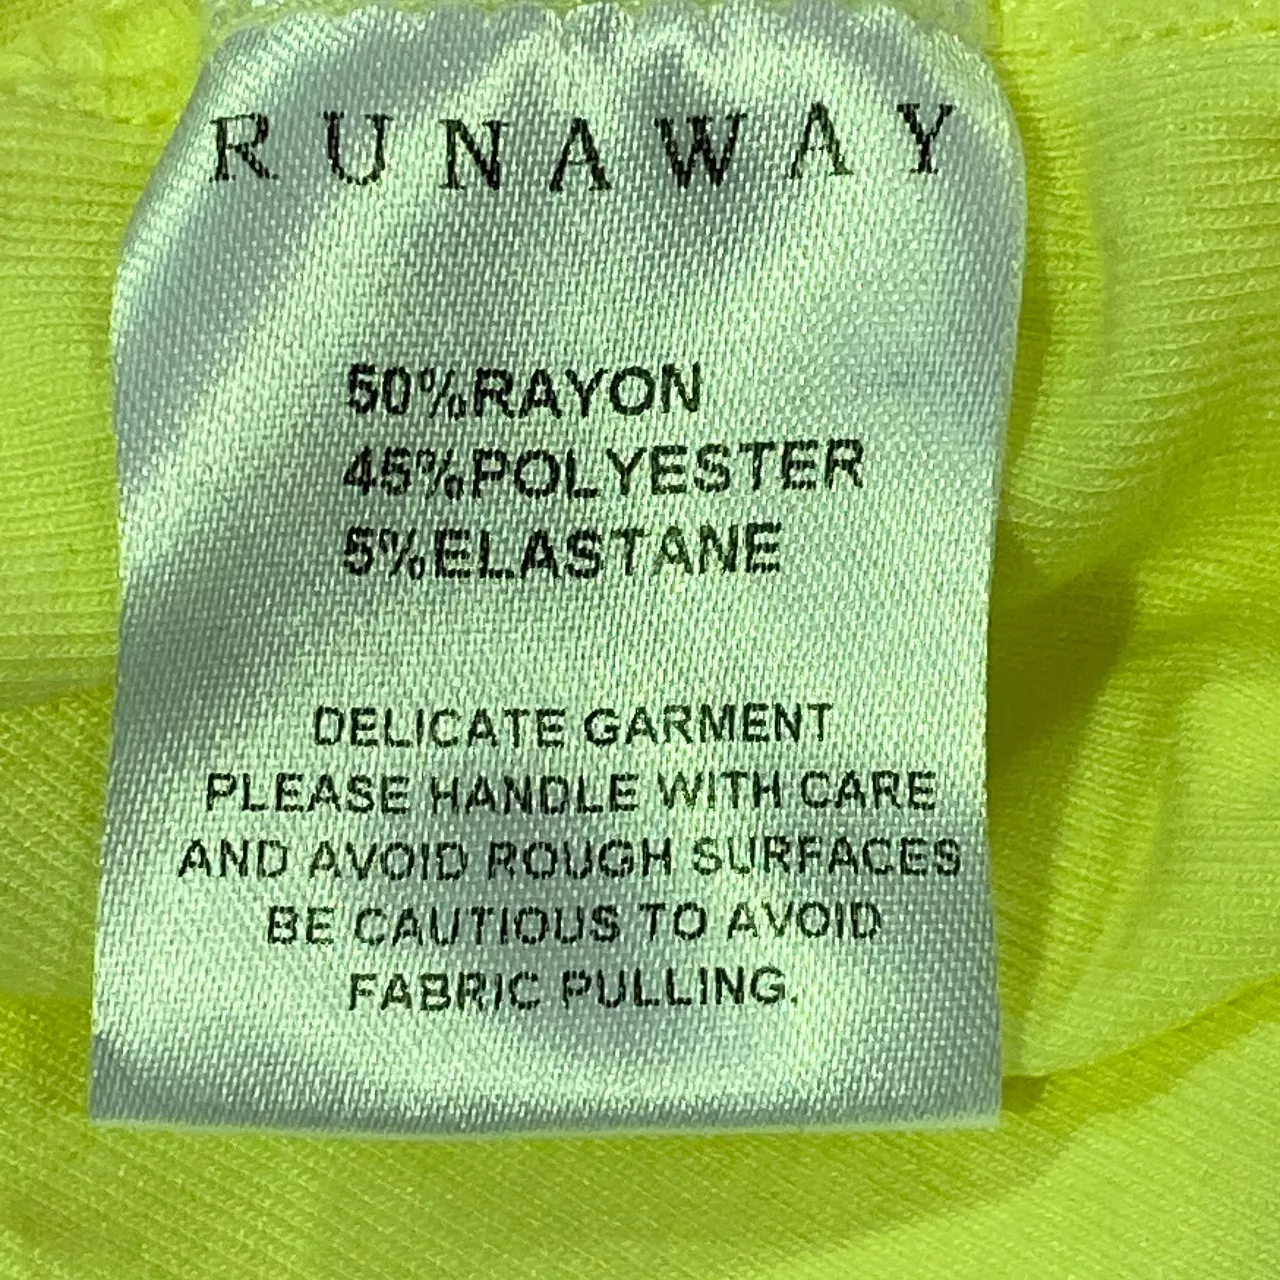 RUNAWAY
50%RAYON
45%POLYESTER
5%ELASTANE
DELICATE GARMENT
PLEASE HANDLE WITH CARE
AND AVOID ROUGH SURFACES
BE CAUTIOUS TO AVOID
FABRIC PULLING.